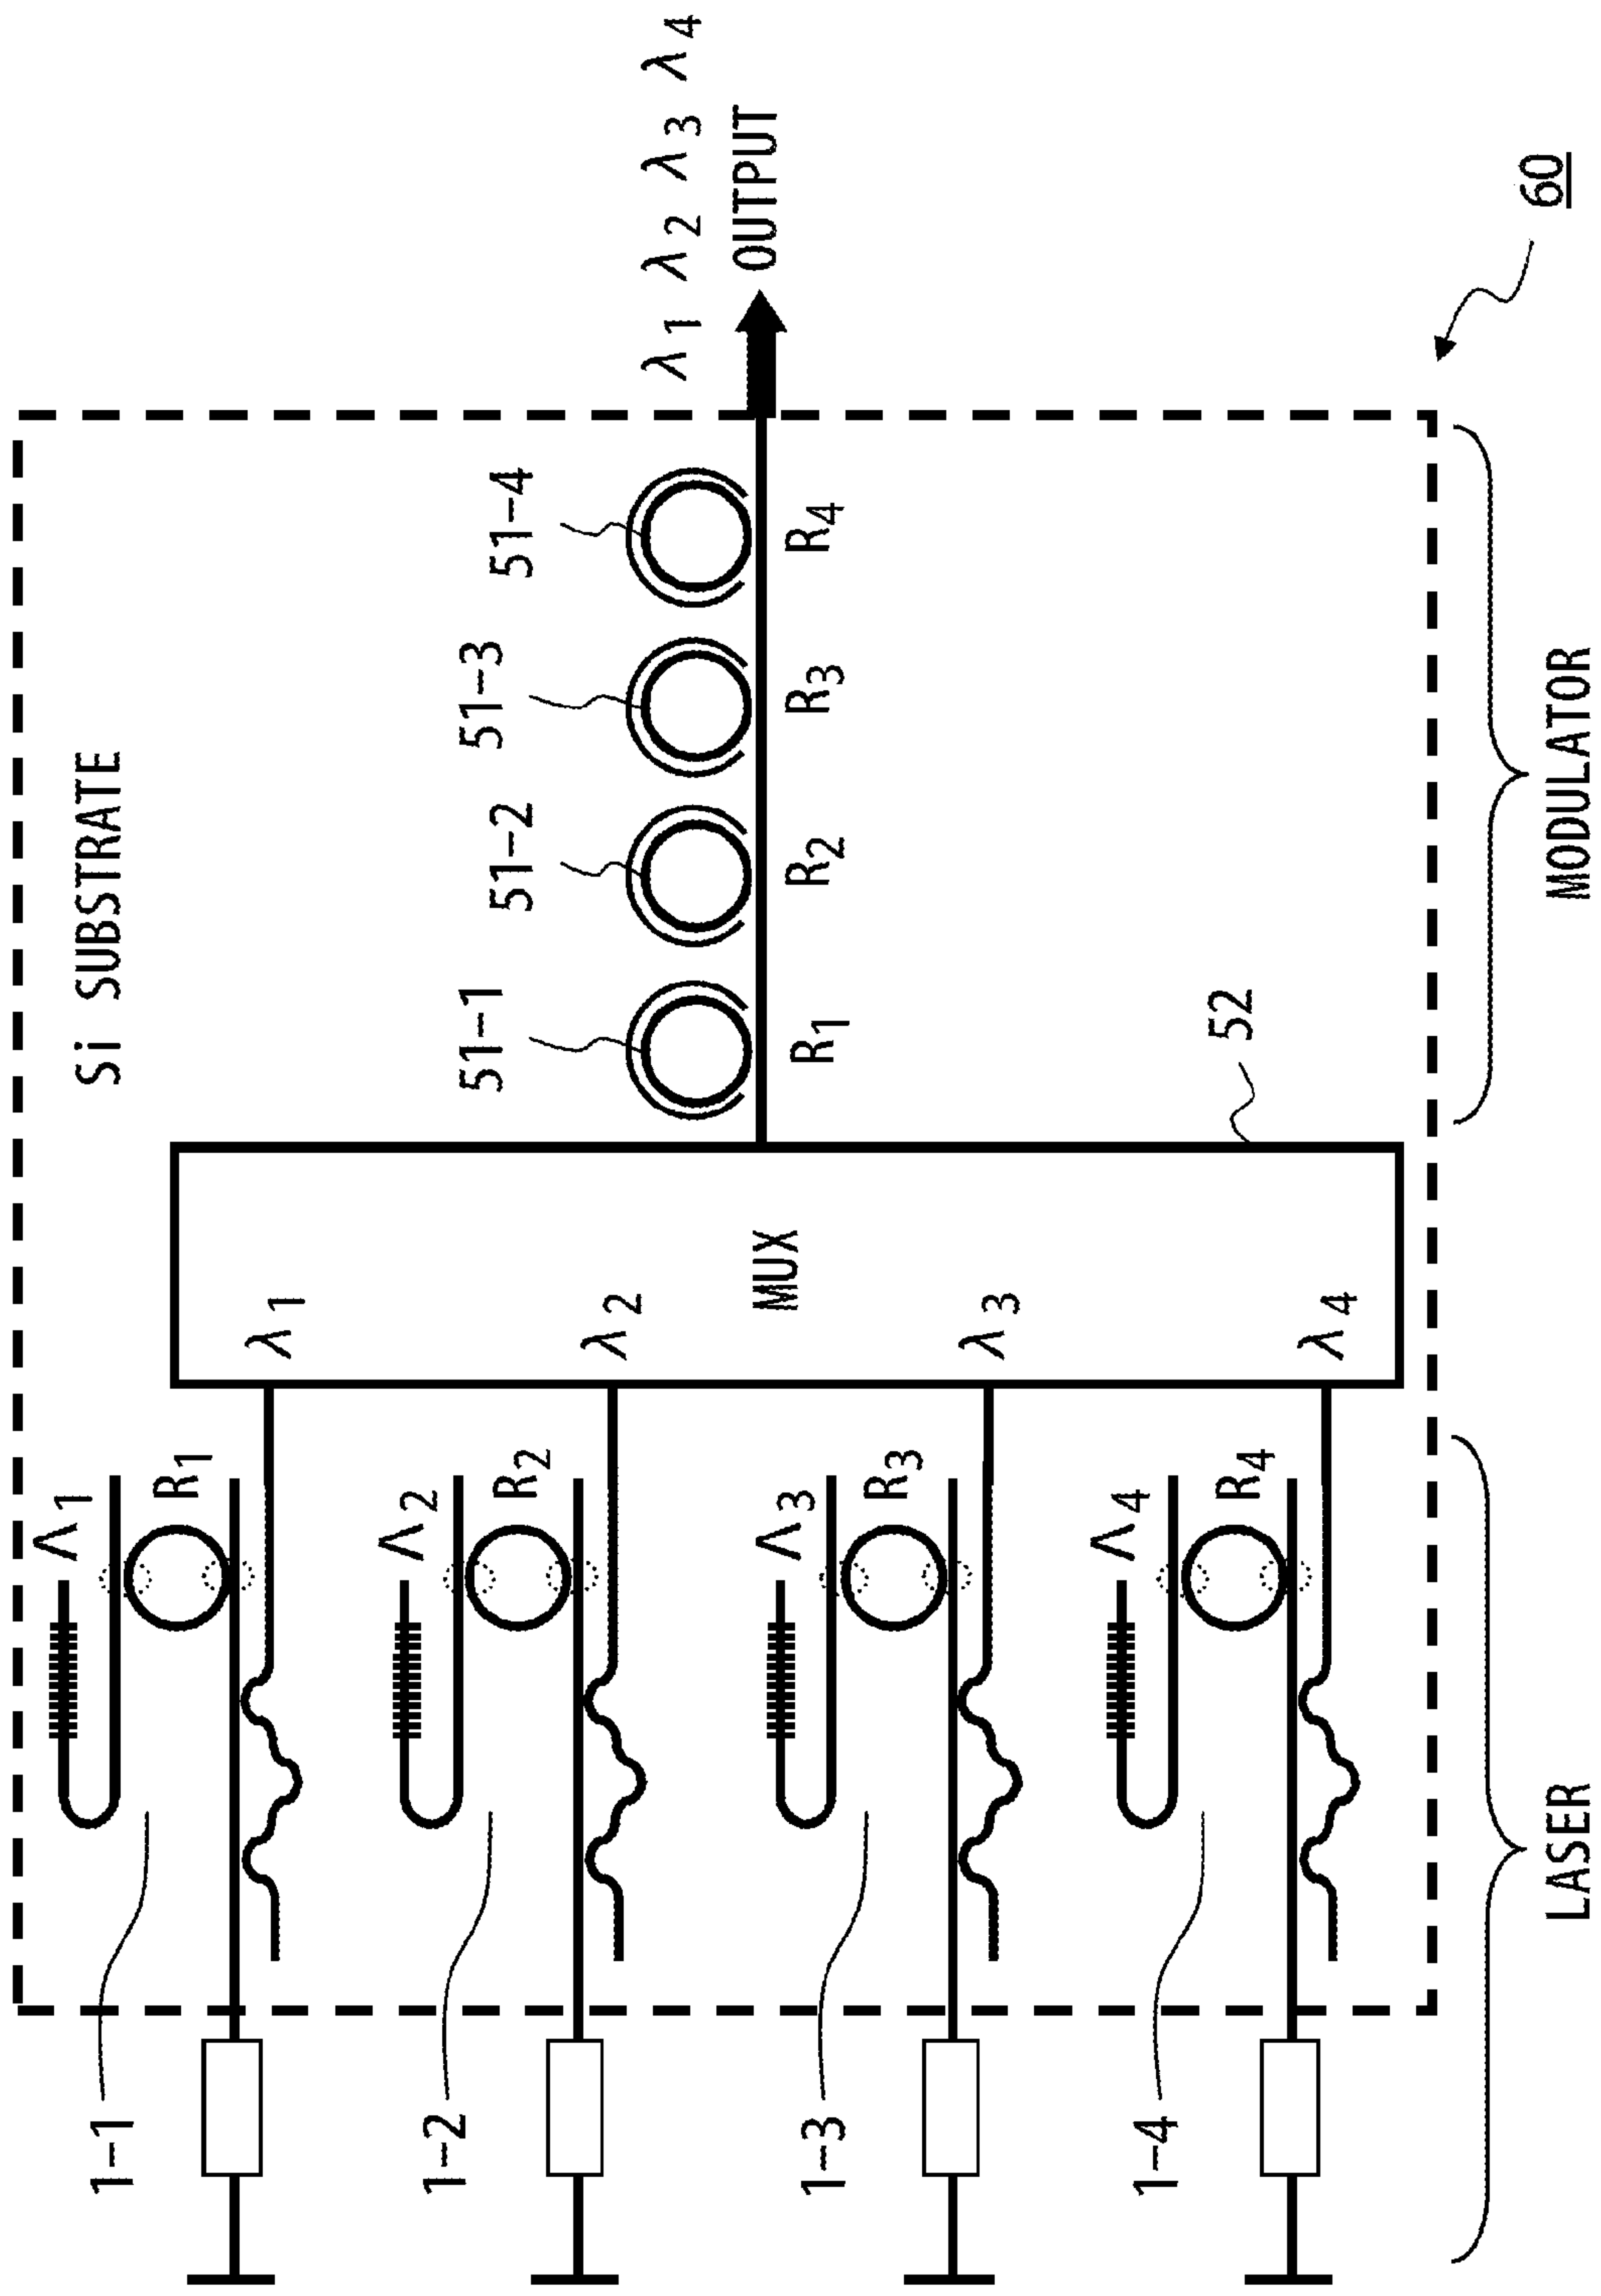 Si SUBSTRATE
1-1
Λ1
R1
λ1
1-2
Λ2
R2
λ2
1-3
Λ3
R3
λ3
1-4
Λ4
R4
λ4
MUX
52
51-1
51-2
51-3
51-4
R1
R2
R3
R4
λ1 λ2 λ3 λ4
OUTPUT
LASER
MODULATOR
60